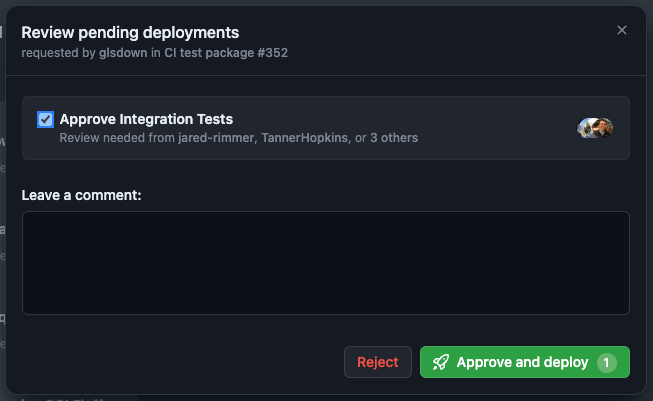 Review pending deployments
requested by glsdown in CI test package #352
Approve Integration Tests
Review needed from jared-rimmer, TannerHopkins, or 3 others
Leave a comment:
Reject
Approve and deploy 1